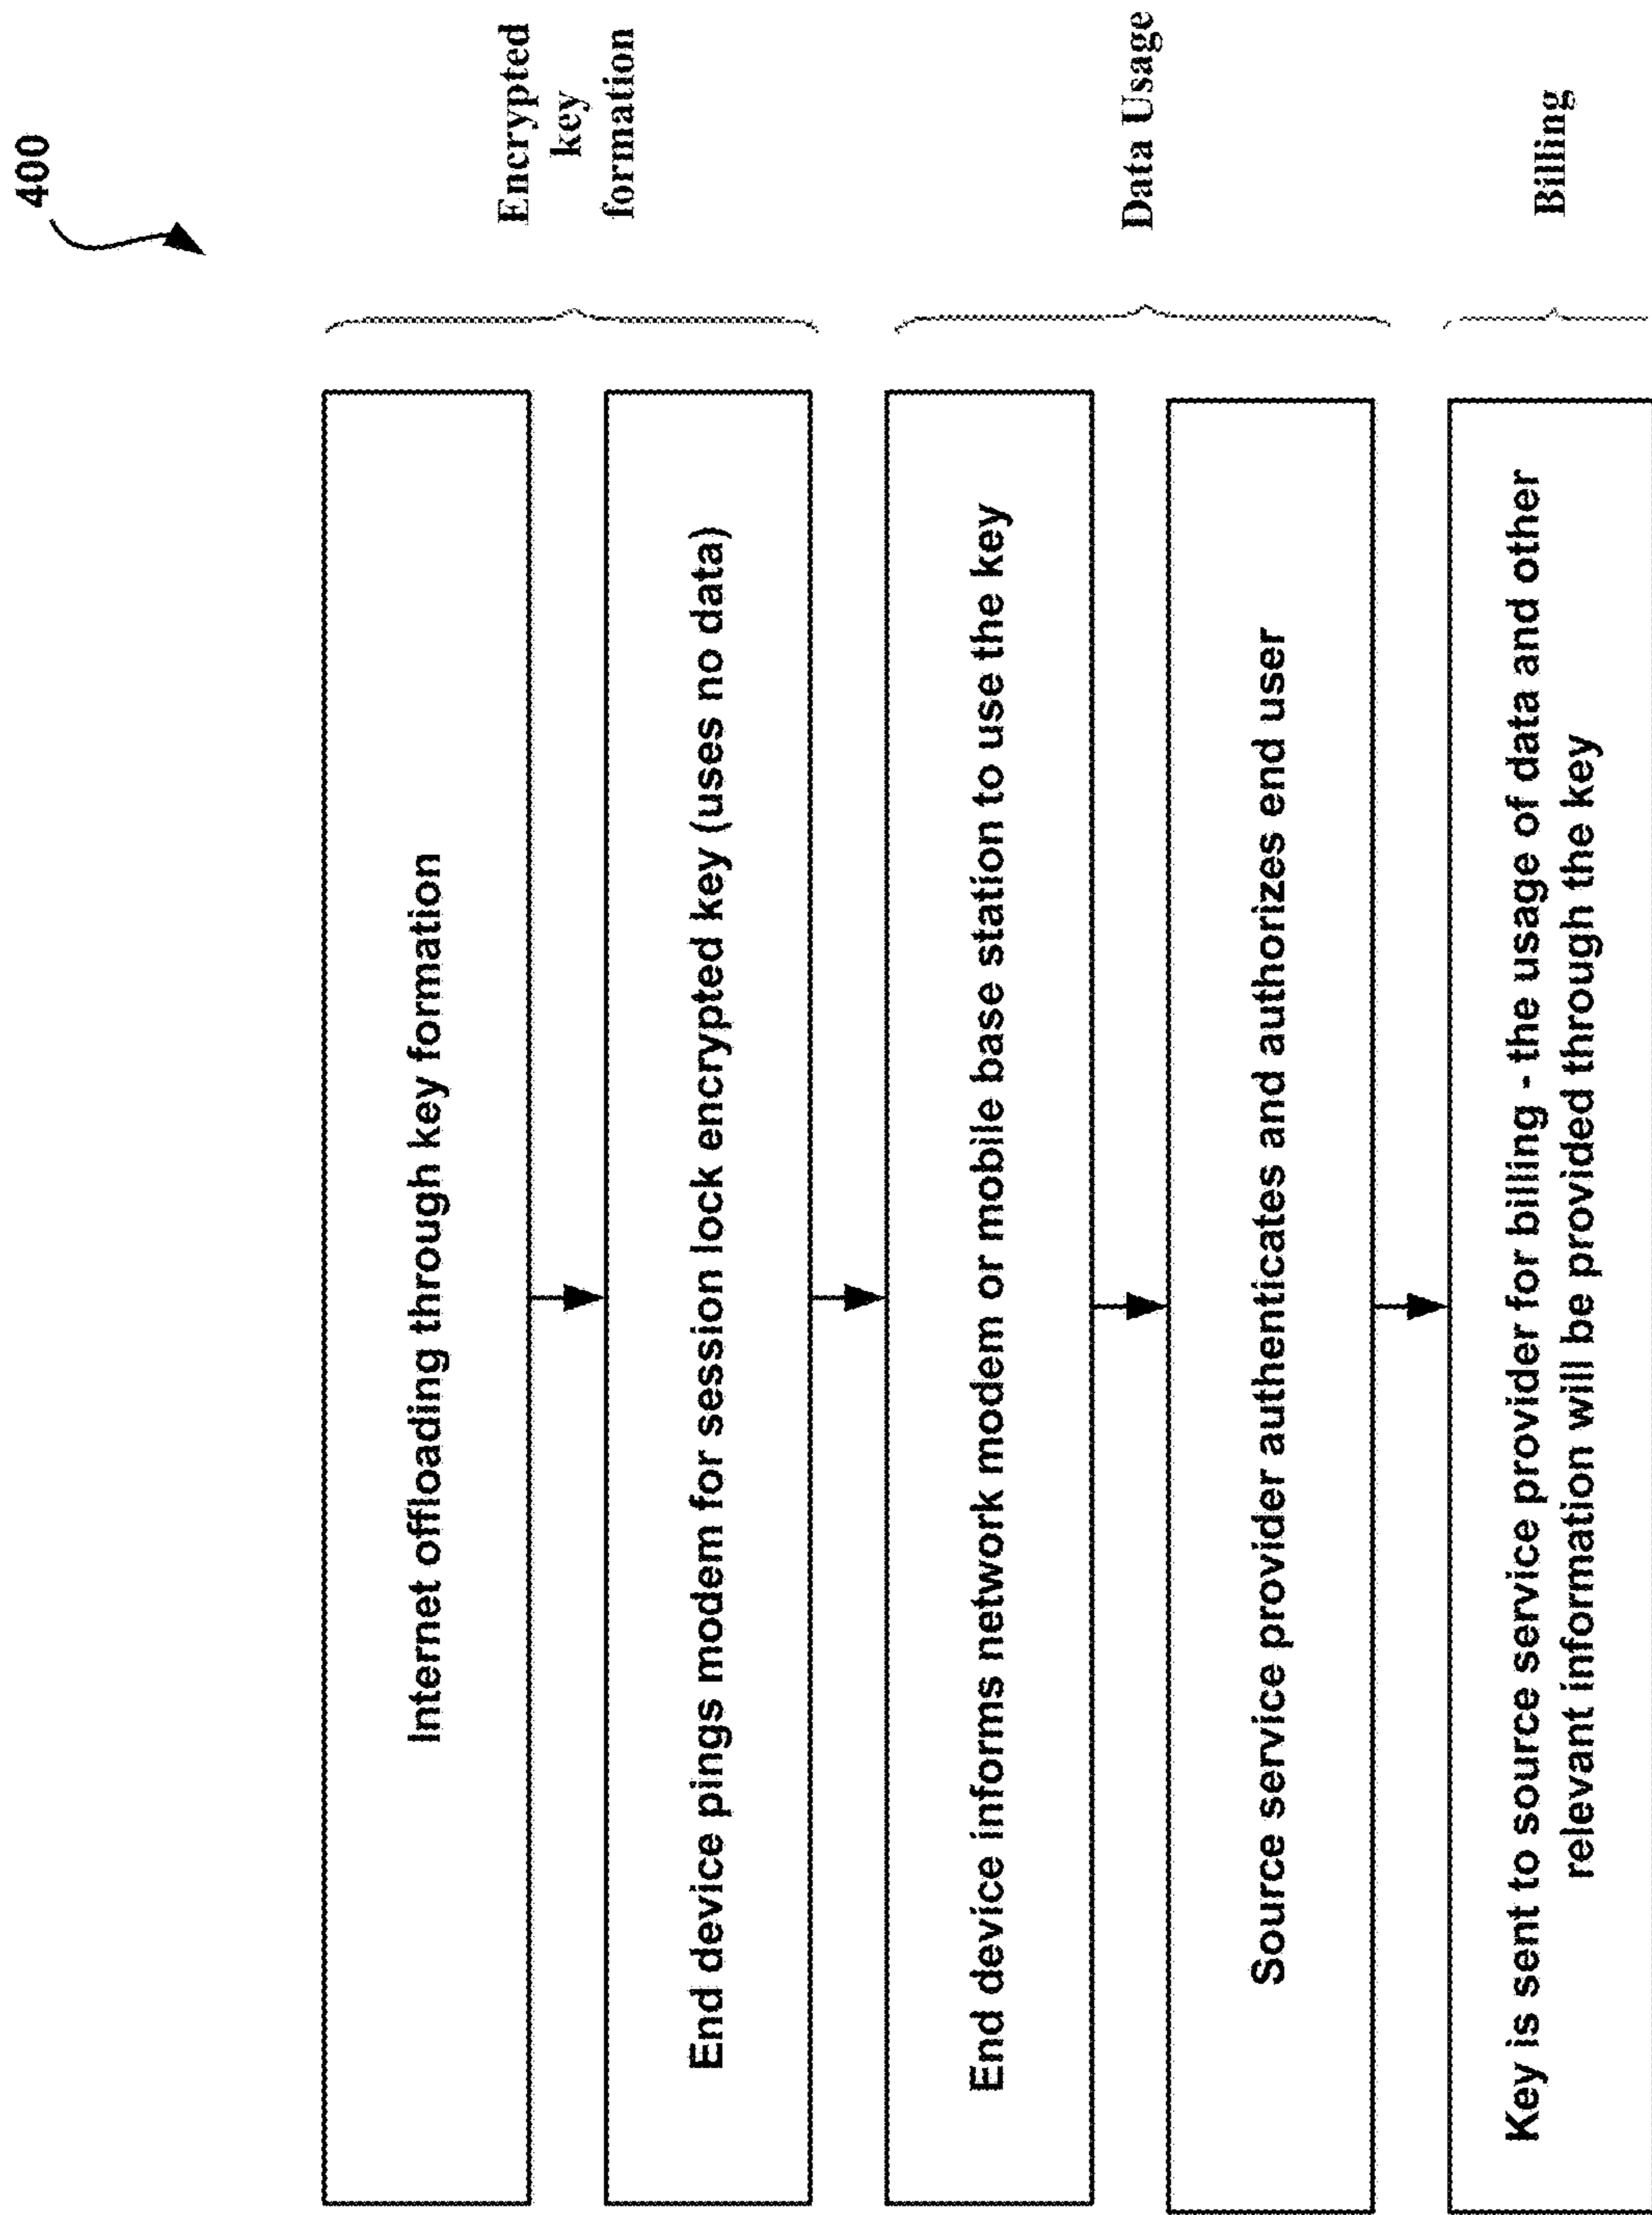 400
Internet offloading through key formation
End device pings modem for session lock encrypted key (uses no data)
Encrypted
key
formation
End device informs network modem or mobile base station to use the key
Source service provider authenticates and authorizes end user
Data Usage
Key is sent to source service provider for billing - the usage of data and other
relevant information will be provided through the key
Billing